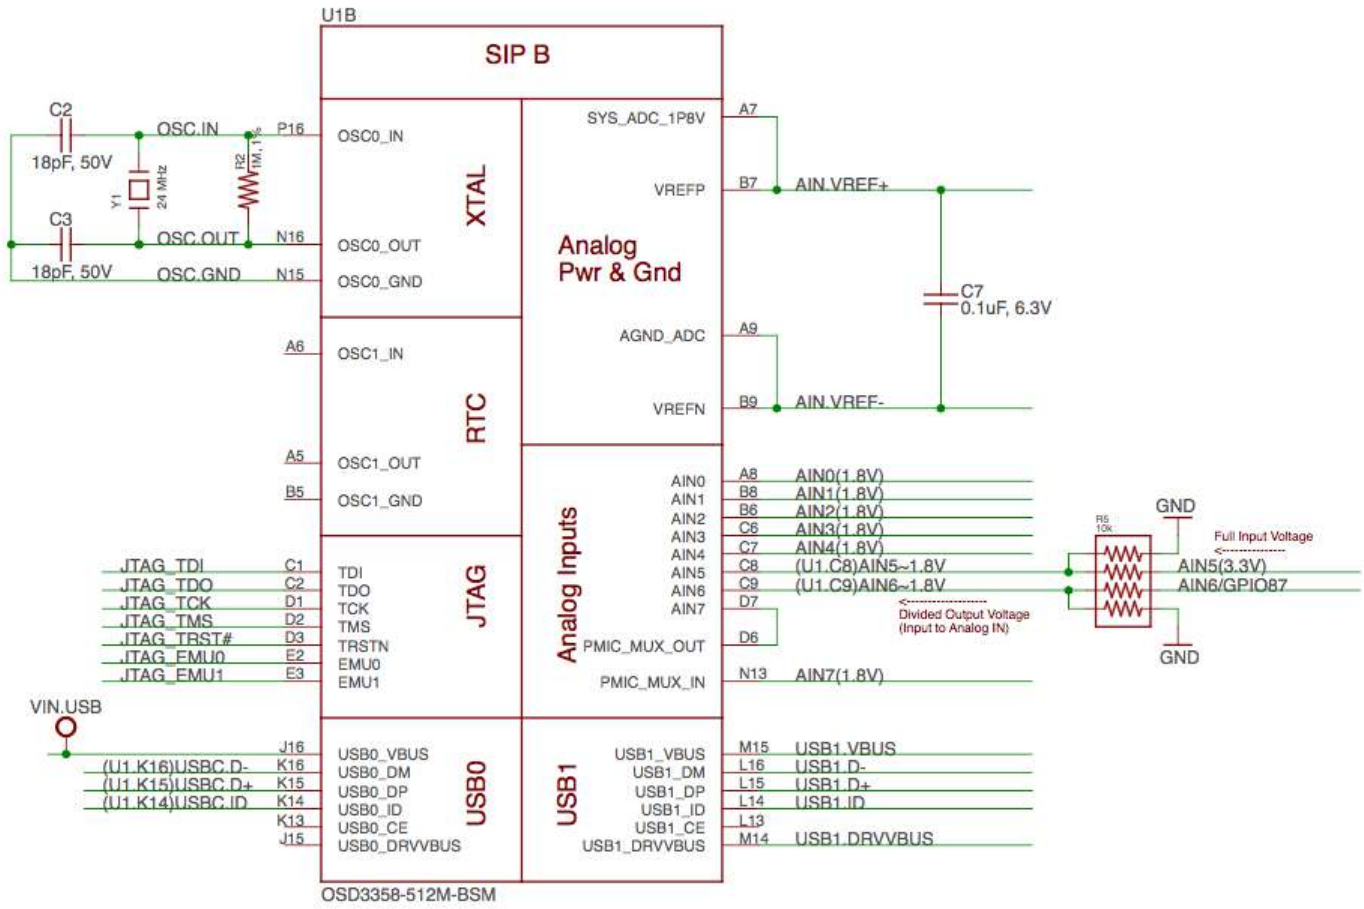 U1B
SIP B
C2
18pF, 50V
OSC.IN
P16
OSC0_IN
Y1
24 MHz
R2
1M, 1%
XTAL
C3
18pF, 50V
OSC.OUT
N16
OSC0_OUT
OSC.GND
N15
OSC0_GND
SYS_ADC_1P8V
A7
VREFP
B7
AIN.VREF+
Analog
Pwr & Gnd
C7
0.1uF, 6.3V
AGND_ADC
A9
VREFN
B9
AIN.VREF-
A6
OSC1_IN
RTC
A5
OSC1_OUT
B5
OSC1_GND
Analog Inputs
AIN0 A8 AIN0(1.8V)
AIN1 B8 AIN1(1.8V)
AIN2 B6 AIN2(1.8V)
AIN3 C6 AIN3(1.8V)
AIN4 C7 AIN4(1.8V)
AIN5 C8 (U1.C8)AIN5~1.8V
AIN6 C9 (U1.C9)AIN6~1.8V
AIN7 D7
PMIC_MUX_OUT D6
PMIC_MUX_IN N13 AIN7(1.8V)
<--------------------
Divided Output Voltage
(Input to Analog IN)
R5
10k
GND
Full Input Voltage
<----------------
AIN5(3.3V)
AIN6/GPIO87
GND
JTAG_TDI C1 TDI
JTAG_TDO C2 TDO
JTAG_TCK D1 TCK
JTAG_TMS D2 TMS
JTAG_TRST# D3 TRSTN
JTAG_EMU0 E2 EMU0
JTAG_EMU1 E3 EMU1
JTAG
VIN.USB
J16 USB0_VBUS
(U1.K16)USBC.D- K16 USB0_DM
(U1.K15)USBC.D+ K15 USB0_DP
(U1.K14)USBC.ID K14 USB0_ID
K13 USB0_CE
J15 USB0_DRVVBUS
USB0
USB1
USB1_VBUS M15 USB1.VBUS
USB1_DM L16 USB1.D-
USB1_DP L15 USB1.D+
USB1_ID L14 USB1.ID
USB1_CE L13
USB1_DRVVBUS M14 USB1.DRVVBUS
OSD3358-512M-BSM